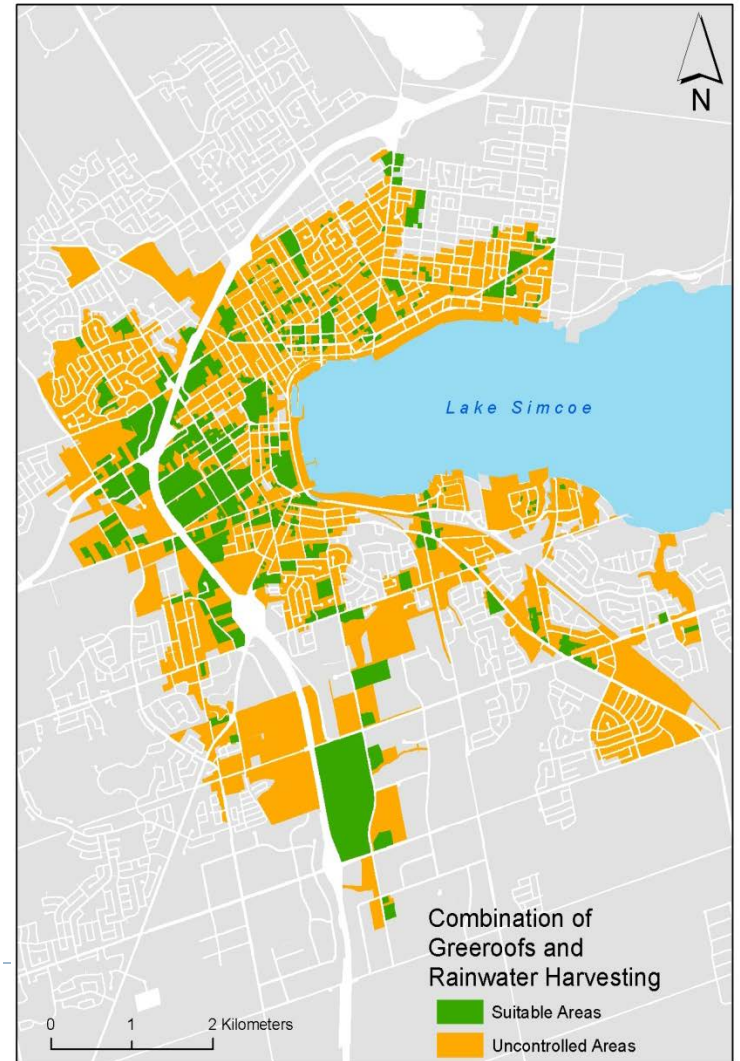 N
Lake Simcoe
Combination of
Greeroofs and
Rainwater Harvesting
Suitable Areas
Uncontrolled Areas
0 1 2 Kilometers